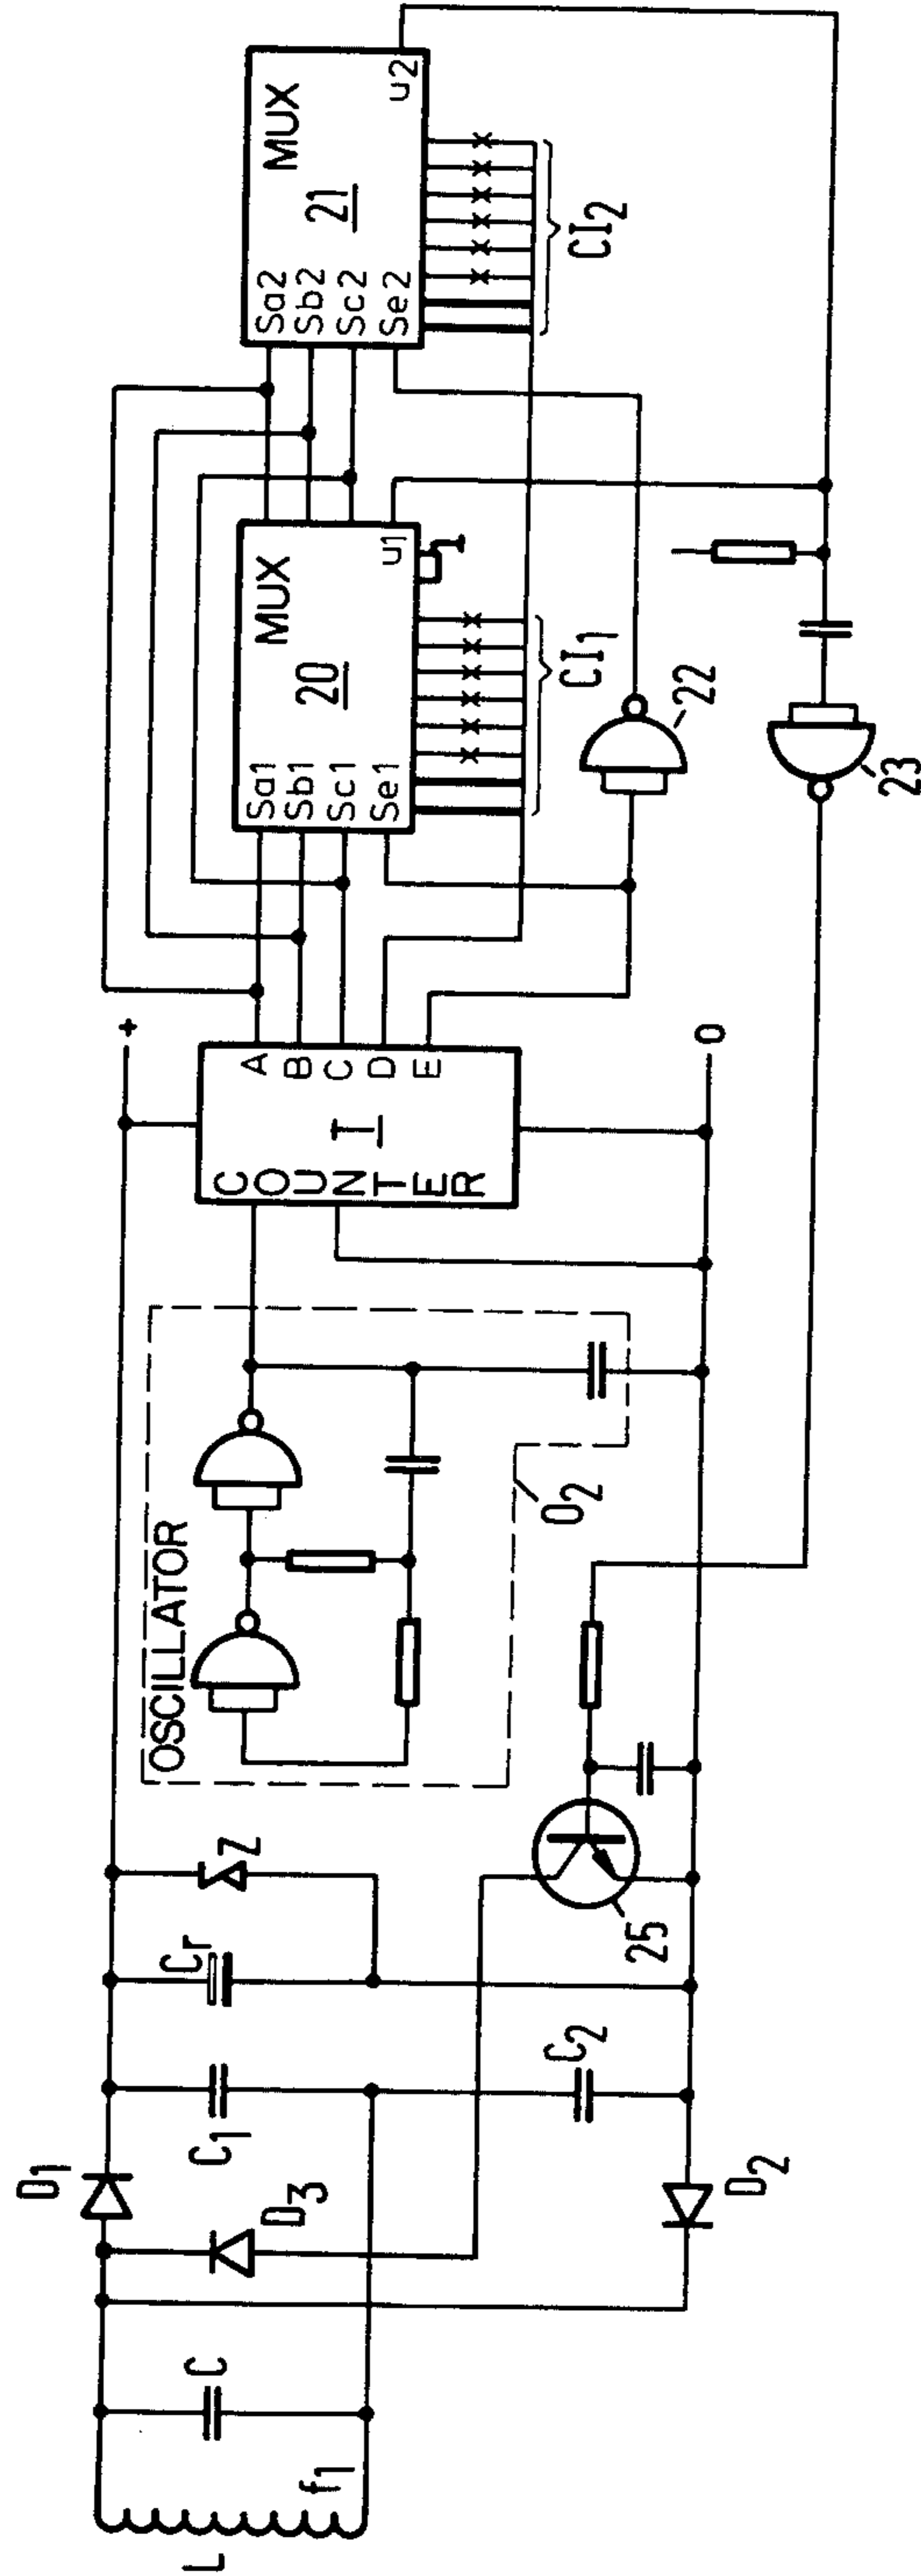 L
f1
C
D1
D3
C1
Cr
Z
C2
D2
25
OSCILLATOR
O2
+
COUNTER
T
A
B
C
D
E
0
Sa1
Sb1
Sc1
Se1
MUX
20
u1
CI1
22
23
Sa2
Sb2
Sc2
Se2
MUX
21
u2
CI2